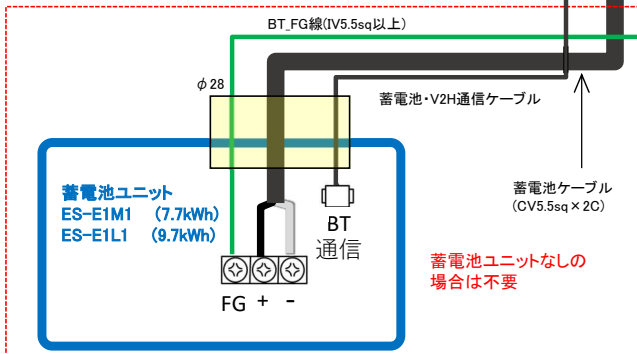 BT_FG線(IV5.5sq以上)
φ28
蓄電池・V2H通信ケーブル
蓄電池ケーブル
(CV5.5sq×2C)
蓄電池ユニット
ES-E1M1 (7.7kWh)
ES-E1L1 (9.7kWh)
BT
通信
蓄電池ユニットなしの
場合は不要
FG + -